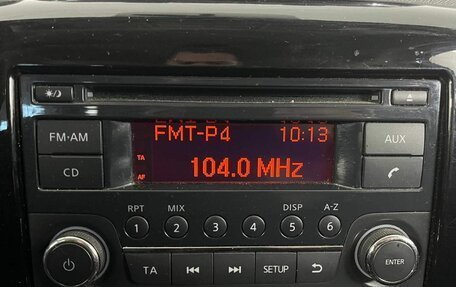 FMT-P4 10:13
FM·AM AUX
TA
104.0 MHz
CD
AF
RPT MIX DISP A-Z
1 2 3 4 5 6
TA SETUP ENTER